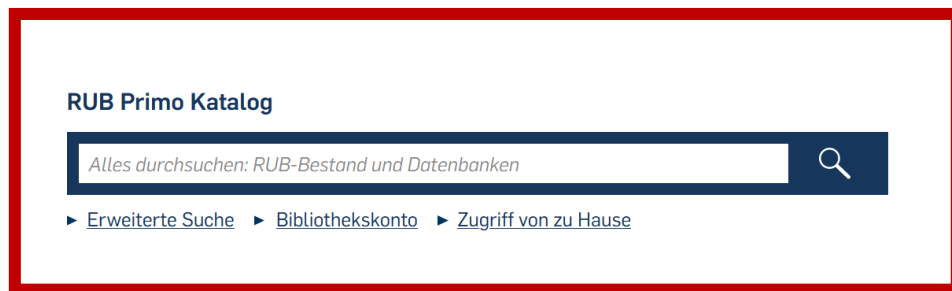 RUB Primo Katalog
Alles durchsuchen: RUB-Bestand und Datenbanken
► Erweiterte Suche ► Bibliothekskonto ► Zugriff von zu Hause